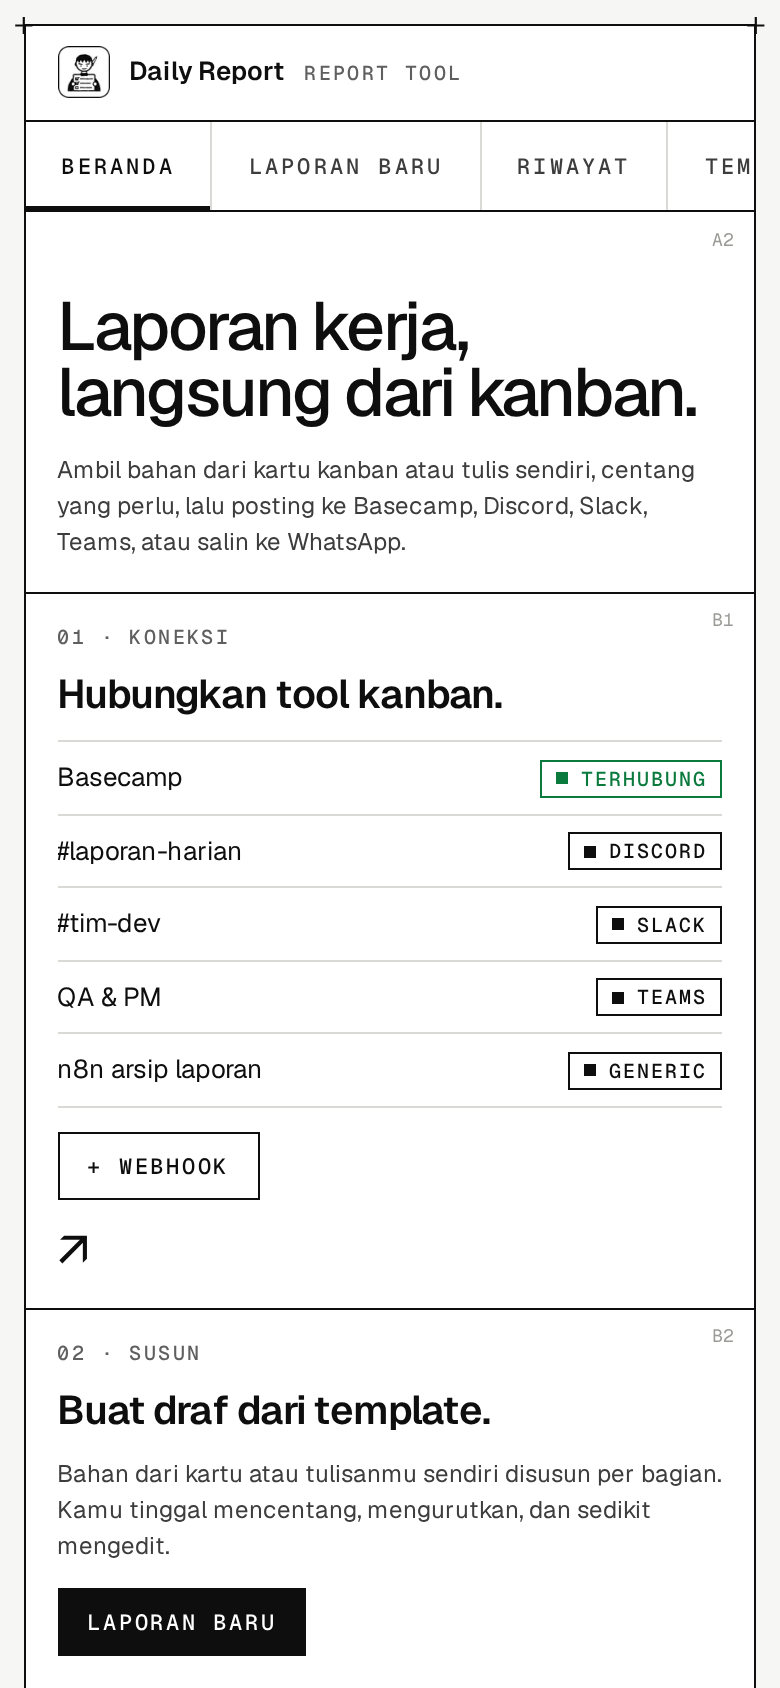 Daily Report REPORT TOOL
BERANDA LAPORAN BARU RIWAYAT TEM
A2
Laporan kerja,
langsung dari kanban.
Ambil bahan dari kartu kanban atau tulis sendiri, centang
yang perlu, lalu posting ke Basecamp, Discord, Slack,
Teams, atau salin ke WhatsApp.
B1
01 · KONEKSI
Hubungkan tool kanban.
Basecamp TERHUBUNG
#laporan-harian DISCORD
#tim-dev SLACK
QA & PM TEAMS
n8n arsip laporan GENERIC
+ WEBHOOK
B2
02 · SUSUN
Buat draf dari template.
Bahan dari kartu atau tulisanmu sendiri disusun per bagian.
Kamu tinggal mencentang, mengurutkan, dan sedikit
mengedit.
LAPORAN BARU